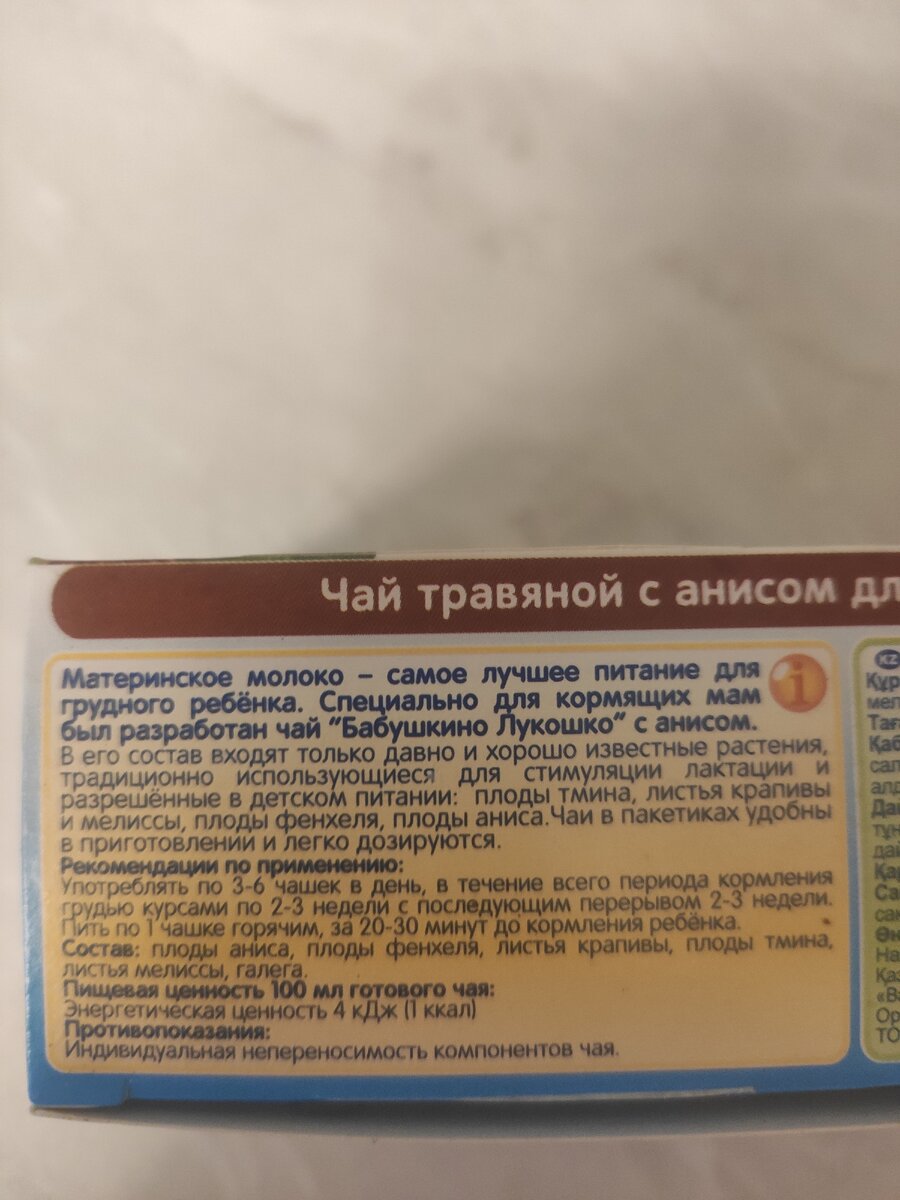 Чай травяной с анисом
Материнское молоко – самое лучшее питание для
грудного ребёнка. Специально для кормящих мам
был разработан чай "Бабушкино Лукошко" с анисом.
В его состав входят только давно и хорошо известные растения,
традиционно использующиеся для стимуляции лактации и
разрешённые в детском питании: плоды тмина, листья крапивы
и мелиссы, плоды фенхеля, плоды аниса.Чаи в пакетиках удобны
в приготовлении и легко дозируются.
Рекомендации по применению:
Употреблять по 3-6 чашек в день, в течение всего периода кормления
грудью курсами по 2-3 недели с последующим перерывом 2-3 недели.
Пить по 1 чашке горячим, за 20-30 минут до кормления ребёнка.
Состав: плоды аниса, плоды фенхеля, листья крапивы, плоды тмина,
листья мелиссы, галега.
Пищевая ценность 100 мл готового чая:
Энергетическая ценность 4 кДж (1 ккал)
Противопоказания:
Индивидуальная непереносимость компонентов чая.
i
KZ